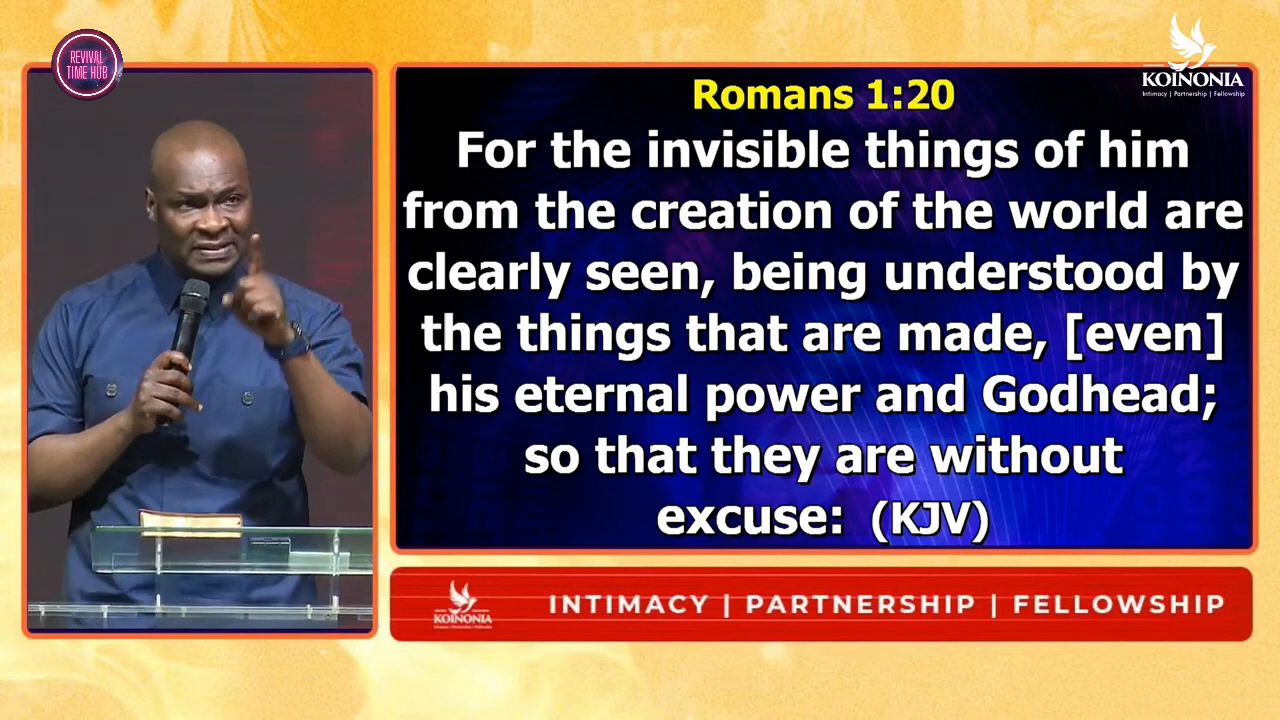 REVIVAL
TIME HUB
KOINONIA
Intimacy | Partnership | Fellowship
Romans 1:20
For the invisible things of him
from the creation of the world are
clearly seen, being understood by
the things that are made, [even]
his eternal power and Godhead;
so that they are without
excuse: (KJV)
KOINONIA
INTIMACY | PARTNERSHIP | FELLOWSHIP